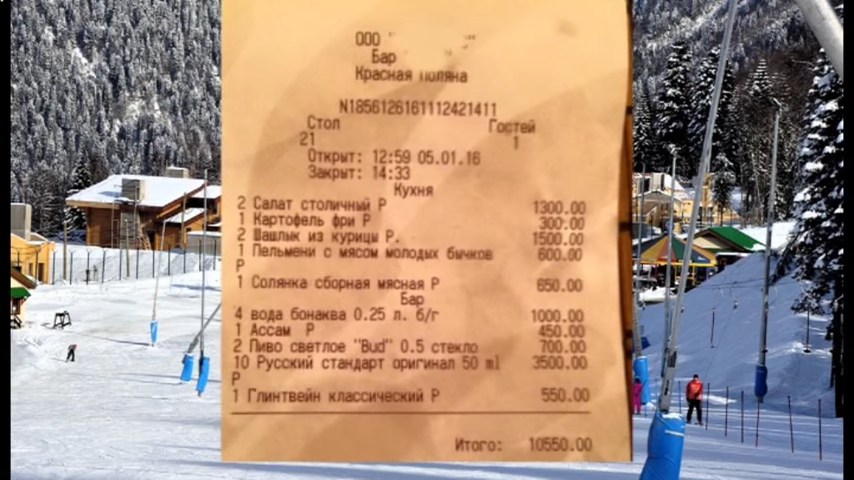 ООО " "
Бар
Красная поляна
N1856126161112421411
Стол Гостей
21 1
Открыт: 12:59 05.01.16
Закрыт: 14:33
Кухня
2 Салат столичный Р 1300.00
1 Картофель фри Р 300.00
2 Шашлык из курицы Р. 1500.00
1 Пельмени с мясом молодых бычков 600.00
Р
1 Солянка сборная мясная Р 650.00
Бар
4 вода бонаква 0.25 л. б/г 1000.00
1 Ассам Р 450.00
2 Пиво светлое "Bud" 0.5 стекло 700.00
10 Русский стандарт оригинал 50 ml 3500.00
Р
1 Глинтвейн классический Р 550.00
Итого: 10550.00